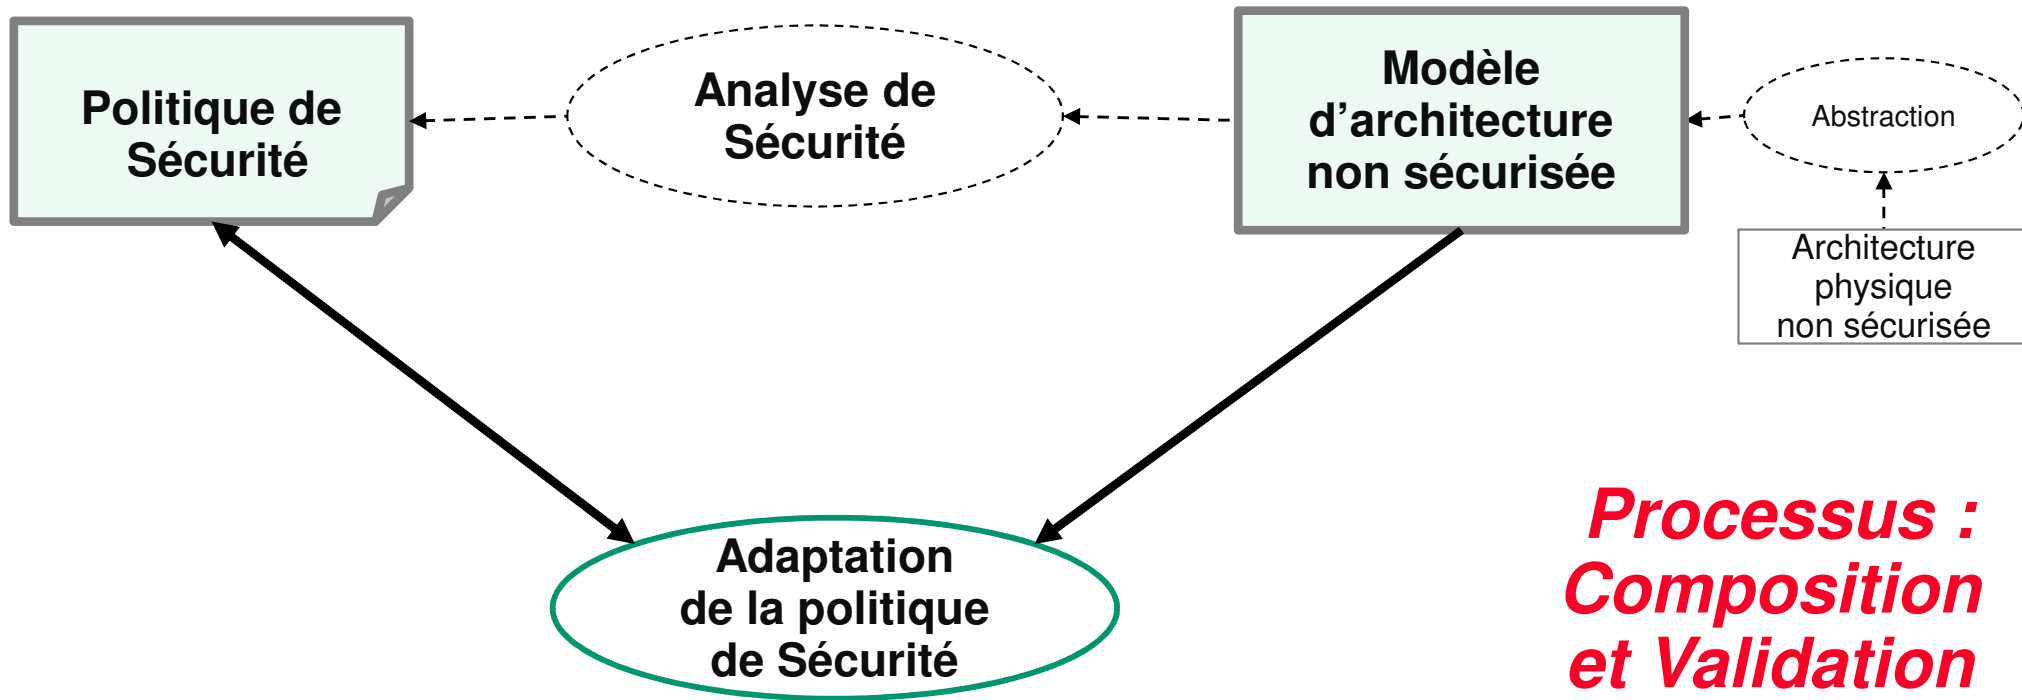 Politique de
Sécurité
Analyse de
Sécurité
Modèle
d’architecture
non sécurisée
Abstraction
Architecture
physique
non sécurisée
Adaptation
de la politique
de Sécurité
Processus :
Composition
et Validation